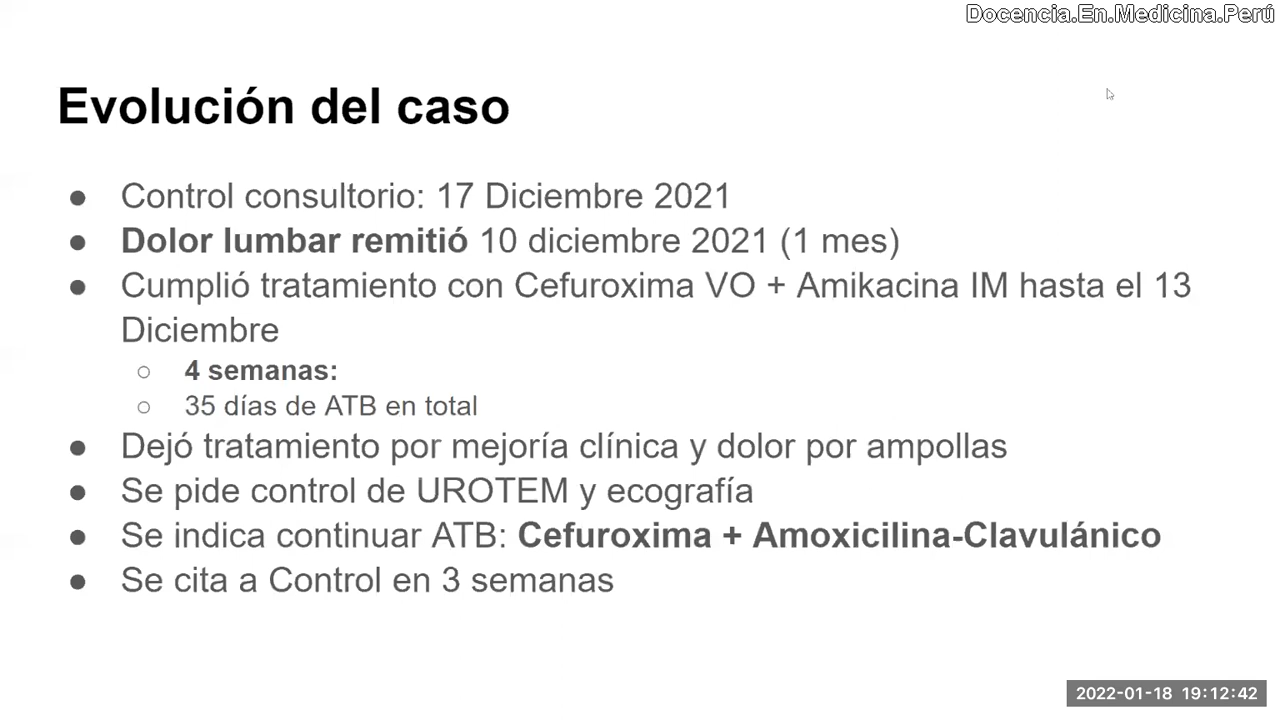 Docencia.En.Medicina.Perú
Evolución del caso
● Control consultorio: 17 Diciembre 2021
● Dolor lumbar remitió 10 diciembre 2021 (1 mes)
● Cumplió tratamiento con Cefuroxima VO + Amikacina IM hasta el 13
Diciembre
○ 4 semanas:
○ 35 días de ATB en total
● Dejó tratamiento por mejoría clínica y dolor por ampollas
● Se pide control de UROTEM y ecografía
● Se indica continuar ATB: Cefuroxima + Amoxicilina-Clavulánico
● Se cita a Control en 3 semanas
2022-01-18 19:12:42